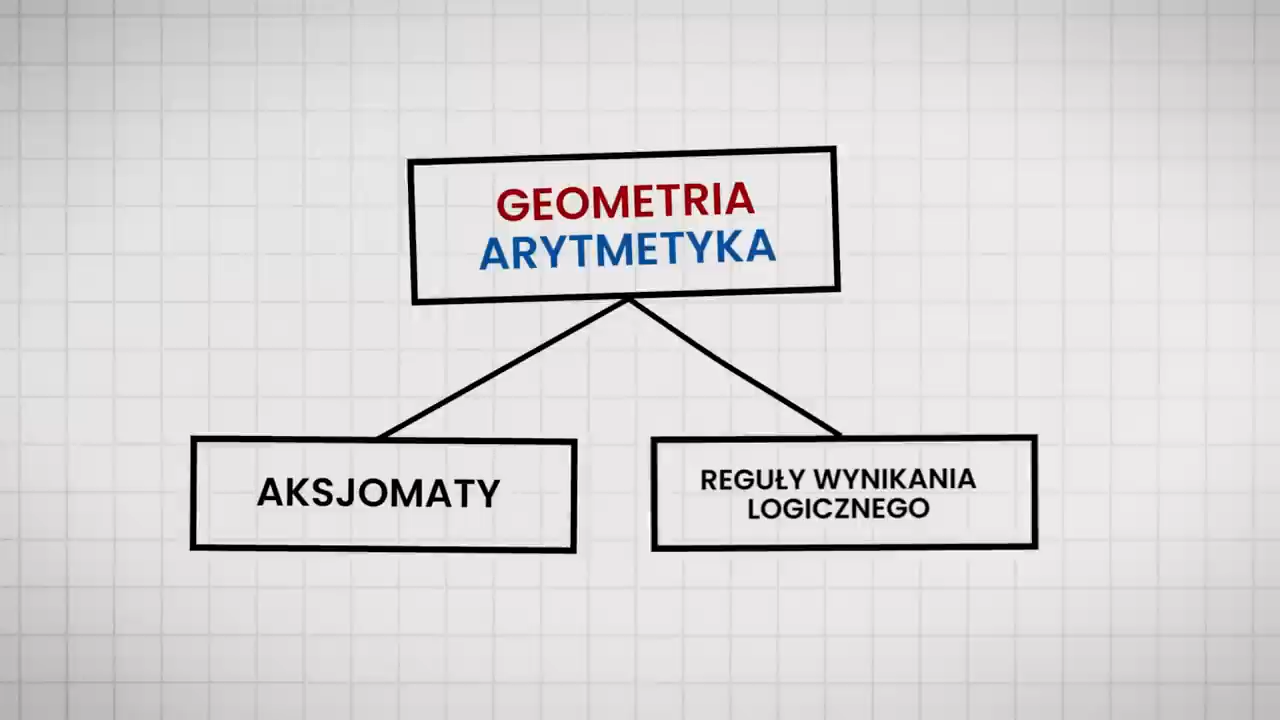 GEOMETRIA
ARYTMETYKA
AKSJOMATY
REGUŁY WYNIKANIA
LOGICZNEGO